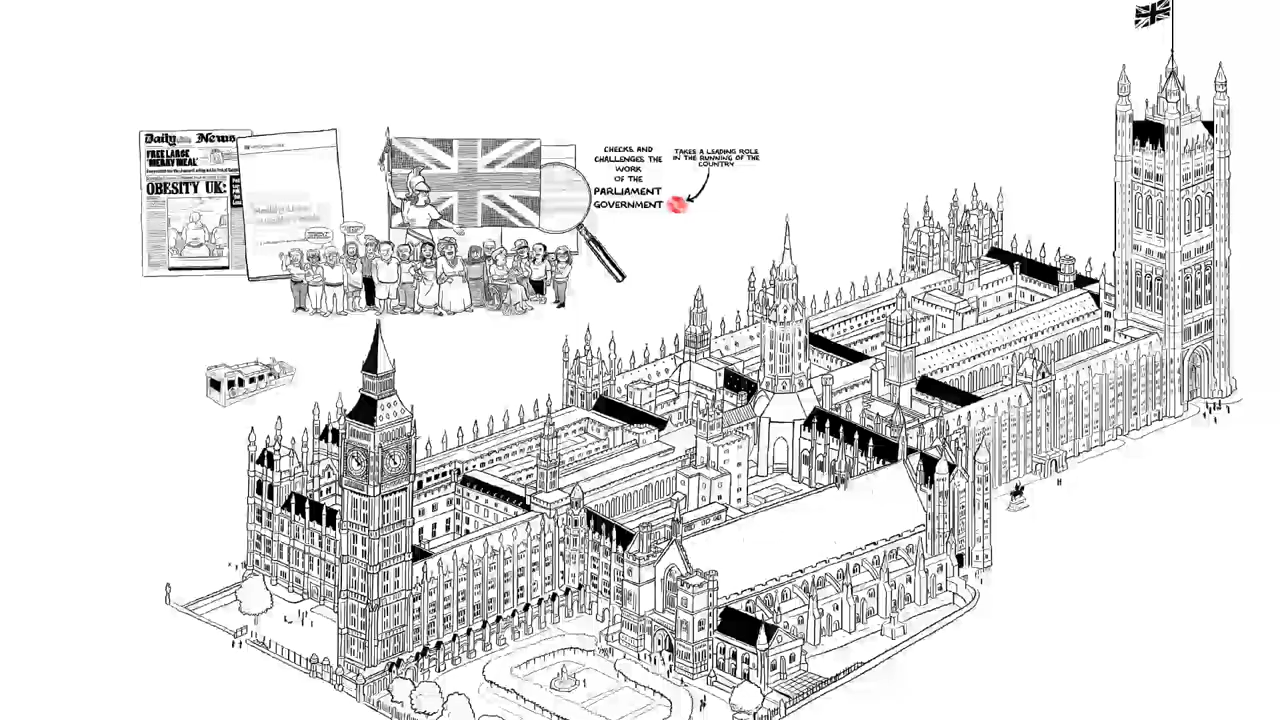 Daily News
FREE LARGE
'MERRY MEAL'
OBESITY UK:
CHECKS AND
CHALLENGES THE
WORK
OF THE
PARLIAMENT
GOVERNMENT
TAKES A LEADING ROLE
IN THE RUNNING OF THE
COUNTRY